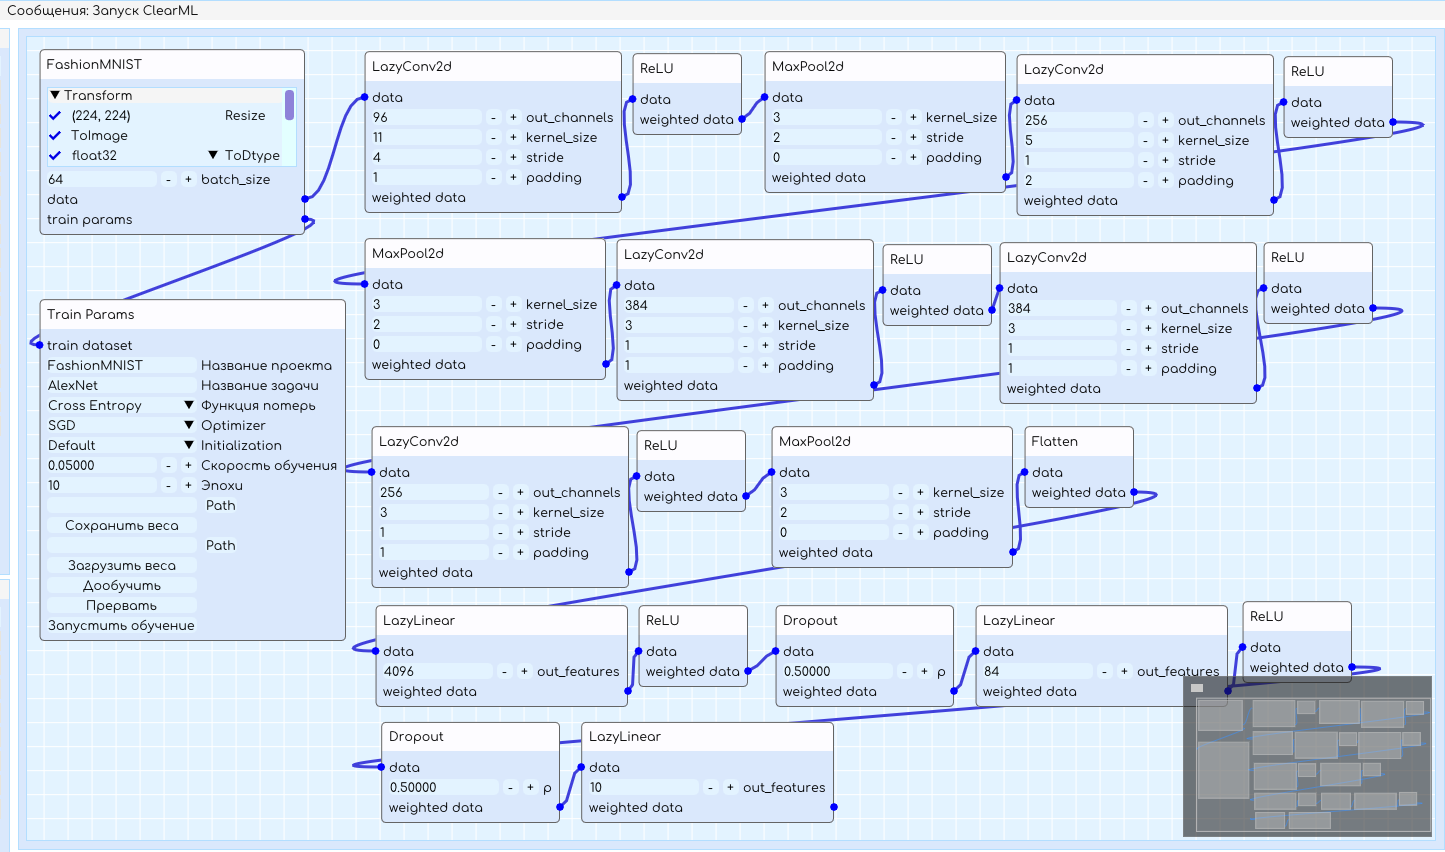 Сообщения: Запуск ClearML
FashionMNIST
▼ Transform
(224, 224) Resize
ToImage
float32 ▼ ToDtype
64 - + batch_size
data
train params
LazyConv2d
data
96 - + out_channels
11 - + kernel_size
4 - + stride
1 - + padding
weighted data
ReLU
data
weighted data
MaxPool2d
data
3 - + kernel_size
2 - + stride
0 - + padding
weighted data
LazyConv2d
data
256 - + out_channels
5 - + kernel_size
1 - + stride
2 - + padding
weighted data
ReLU
data
weighted data
MaxPool2d
data
3 - + kernel_size
2 - + stride
0 - + padding
weighted data
LazyConv2d
data
384 - + out_channels
3 - + kernel_size
1 - + stride
1 - + padding
weighted data
ReLU
data
weighted data
LazyConv2d
data
384 - + out_channels
3 - + kernel_size
1 - + stride
1 - + padding
weighted data
ReLU
data
weighted data
Train Params
train dataset
FashionMNIST Название проекта
AlexNet Название задачи
Cross Entropy ▼ Функция потерь
SGD ▼ Optimizer
Default ▼ Initialization
0.05000 - + Скорость обучения
10 - + Эпохи
Path
Сохранить веса
Path
Загрузить веса
Дообучить
Прервать
Запустить обучение
LazyConv2d
data
256 - + out_channels
3 - + kernel_size
1 - + stride
1 - + padding
weighted data
ReLU
data
weighted data
MaxPool2d
data
3 - + kernel_size
2 - + stride
0 - + padding
weighted data
Flatten
data
weighted data
LazyLinear
data
4096 - + out_features
weighted data
ReLU
data
weighted data
Dropout
data
0.50000 - + p
weighted data
LazyLinear
data
84 - + out_features
weighted data
ReLU
data
weighted data
Dropout
data
0.50000 - + p
weighted data
LazyLinear
data
10 - + out_features
weighted data